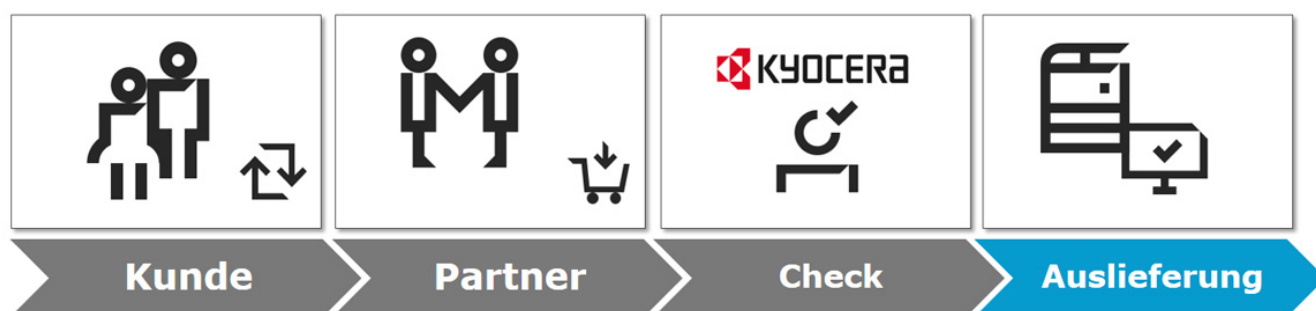 KYOCERA
Kunde
Partner
Check
Auslieferung